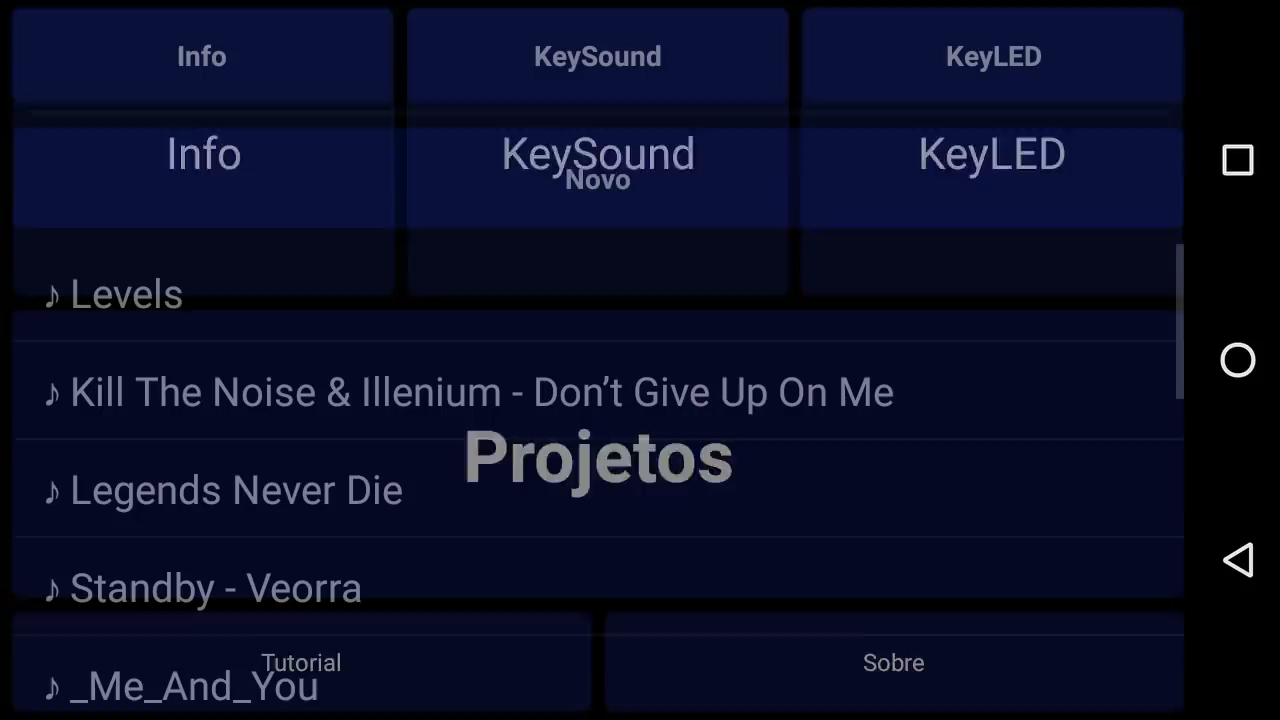 Info KeySound KeyLED
Info KeySound KeyLED
Novo
♪ Levels
♪ Kill The Noise & Illenium - Don’t Give Up On Me
Projetos
♪ Legends Never Die
♪ Standby - Veorra
Tutorial Sobre
♪ _Me_And_You